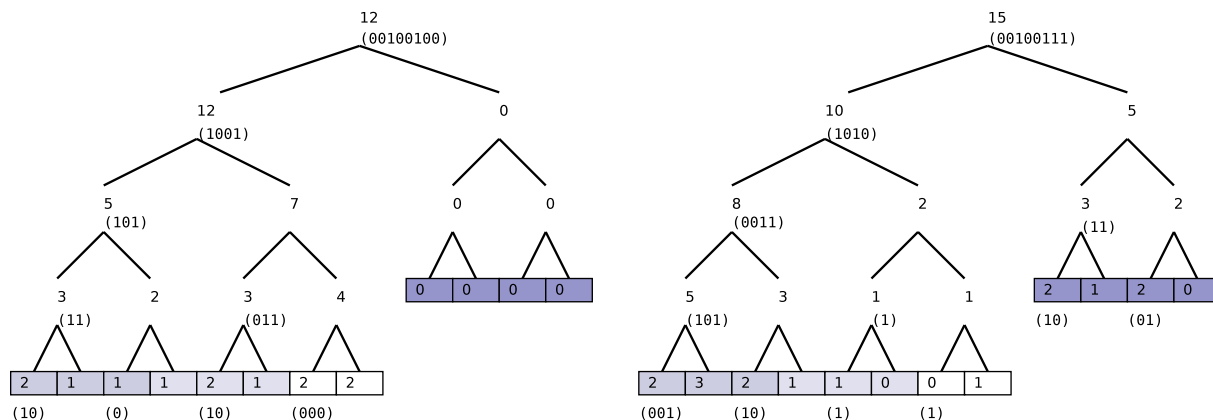 12 15
(00100100) (00100111)
12 0 10 5
(1001) (1010)
5 7 0 0 8 2 3 2
(101) (0011) (11)
0 0 0 0 2 1 2 0
3 2 3 4 5 3 1 1
(11) (011) (101) (1) (10) (01)
2 1 1 1 2 1 2 2 2 3 2 1 1 0 0 1
(10) (0) (10) (000) (001) (10) (1) (1)